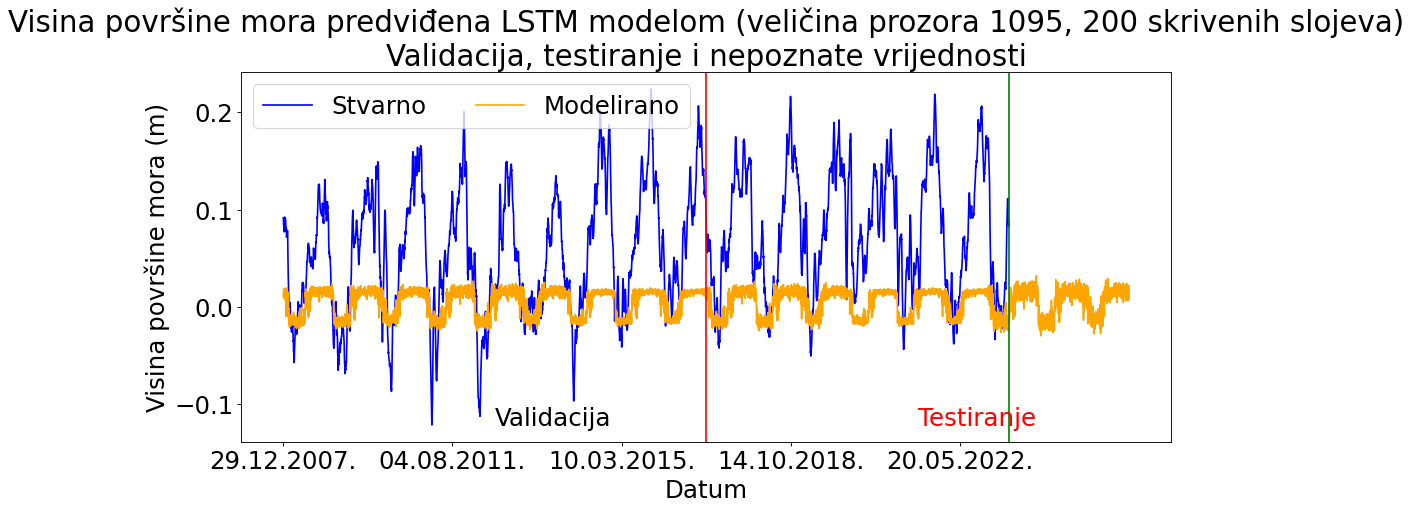 Visina površine mora predviđena LSTM modelom (veličina prozora 1095, 200 skrivenih slojeva)
Validacija, testiranje i nepoznate vrijednosti
Stvarno
Modelirano
Visina površine mora (m)
0.2
0.1
0.0
−0.1
Validacija
Testiranje
29.12.2007.
04.08.2011.
10.03.2015.
14.10.2018.
20.05.2022.
Datum